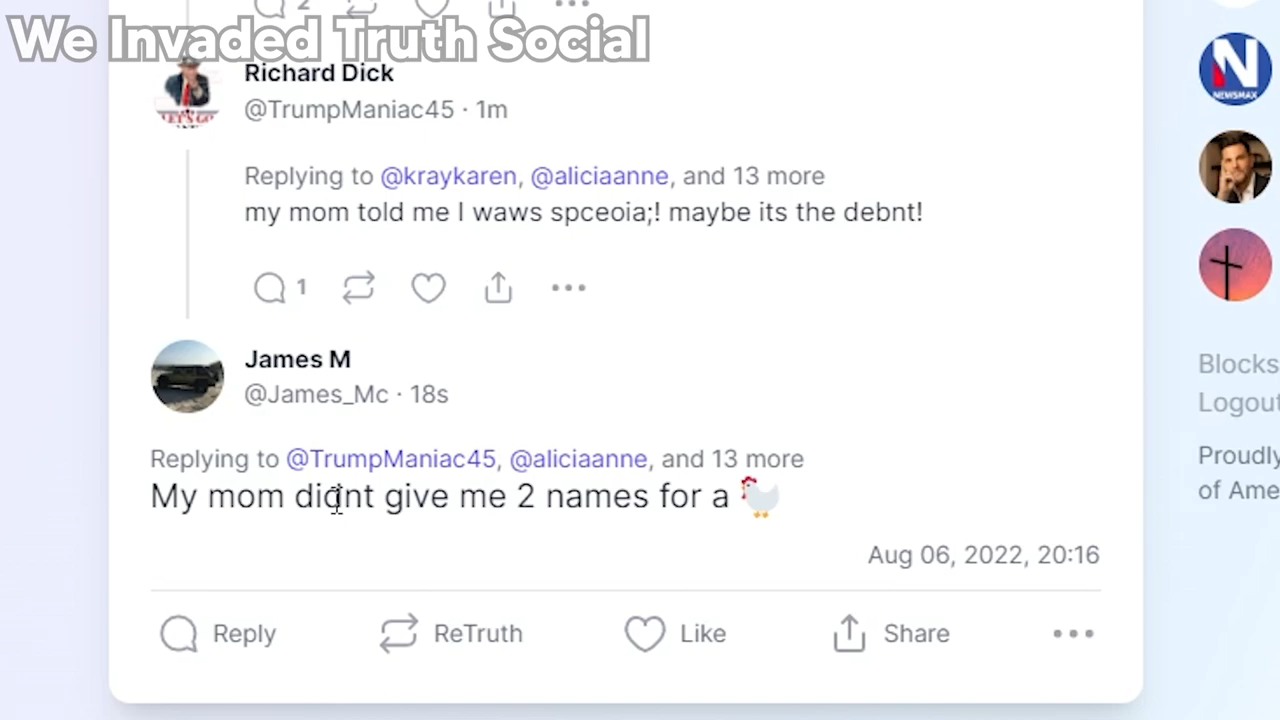 2
We Invaded Truth Social
Richard Dick
@TrumpManiac45 · 1m
LET'S GO
Replying to @kraykaren, @aliciaanne, and 13 more
my mom told me I waws spceoia;! maybe its the debnt!
1
James M
@James_Mc · 18s
Replying to @TrumpManiac45, @aliciaanne, and 13 more
My mom didnt give me 2 names for a 🐓
Aug 06, 2022, 20:16
Reply ReTruth Like Share
N
NEWSMAX
Blocks
Logout
Proudly
of Ame